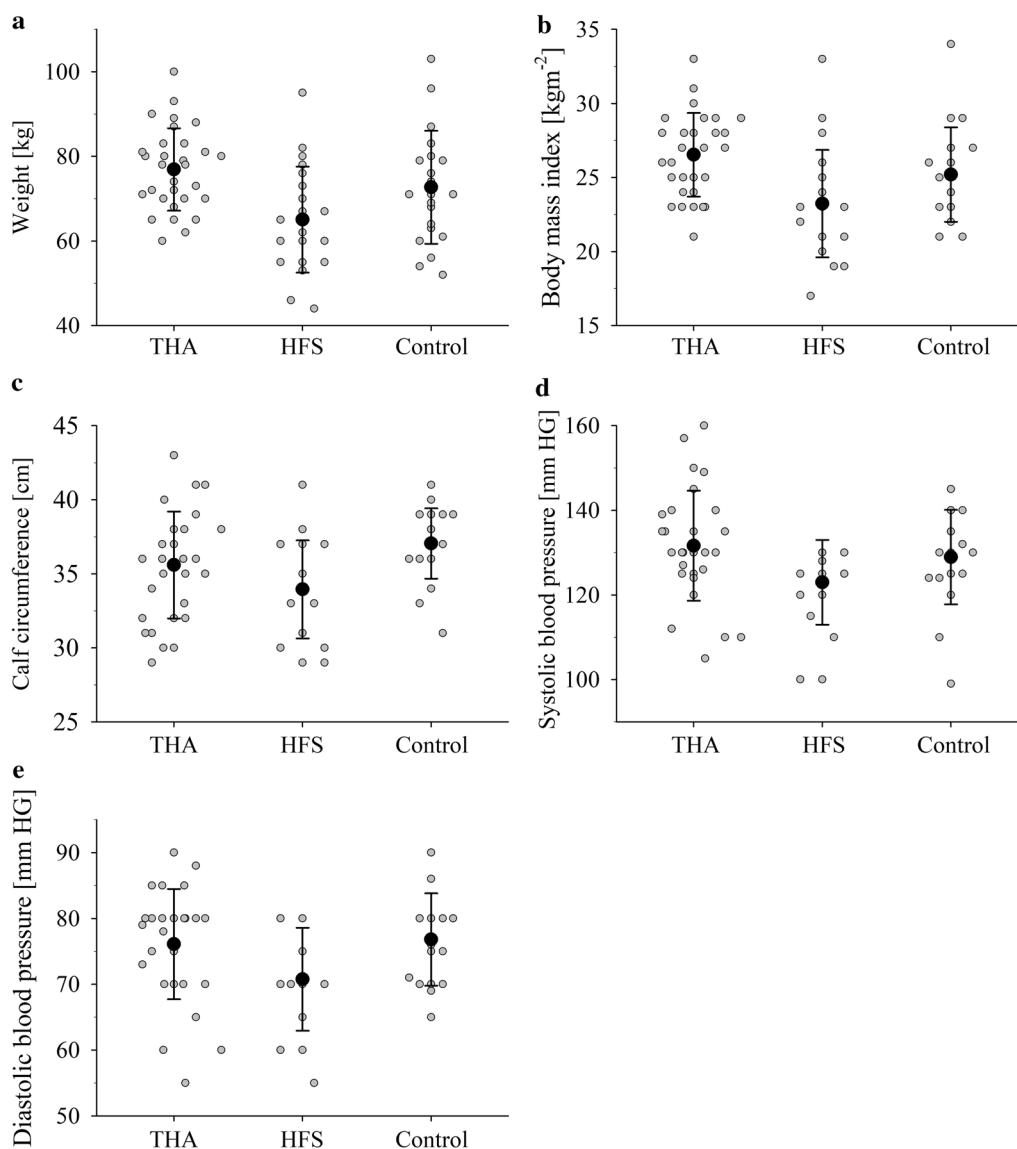 a
Weight [kg]
100
80
60
40
THA HFS Control
b
Body mass index [kgm-2]
35
30
25
20
15
THA HFS Control
c
Calf circumference [cm]
45
40
35
30
25
THA HFS Control
d
Systolic blood pressure [mm HG]
160
140
120
100
THA HFS Control
e
Diastolic blood pressure [mm HG]
90
80
70
60
50
THA HFS Control